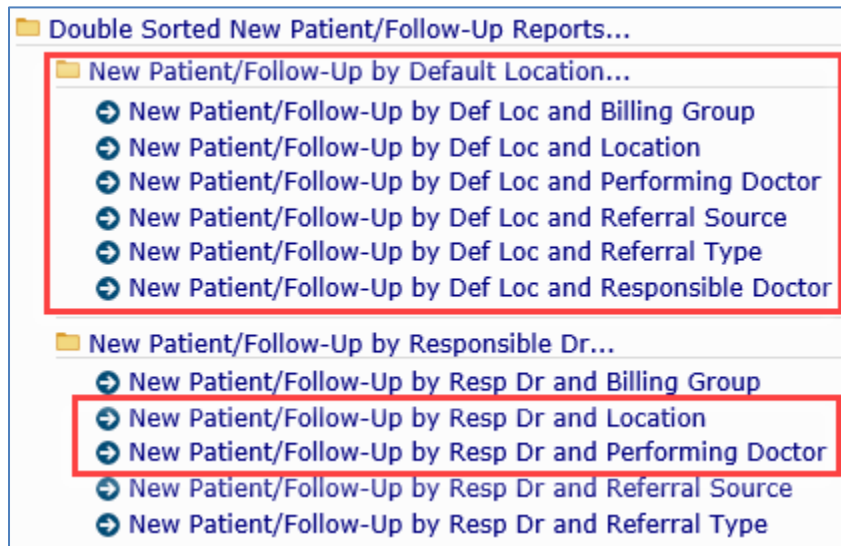 Double Sorted New Patient/Follow-Up Reports...
New Patient/Follow-Up by Default Location...
New Patient/Follow-Up by Def Loc and Billing Group
New Patient/Follow-Up by Def Loc and Location
New Patient/Follow-Up by Def Loc and Performing Doctor
New Patient/Follow-Up by Def Loc and Referral Source
New Patient/Follow-Up by Def Loc and Referral Type
New Patient/Follow-Up by Def Loc and Responsible Doctor
New Patient/Follow-Up by Responsible Dr...
New Patient/Follow-Up by Resp Dr and Billing Group
New Patient/Follow-Up by Resp Dr and Location
New Patient/Follow-Up by Resp Dr and Performing Doctor
New Patient/Follow-Up by Resp Dr and Referral Source
New Patient/Follow-Up by Resp Dr and Referral Type